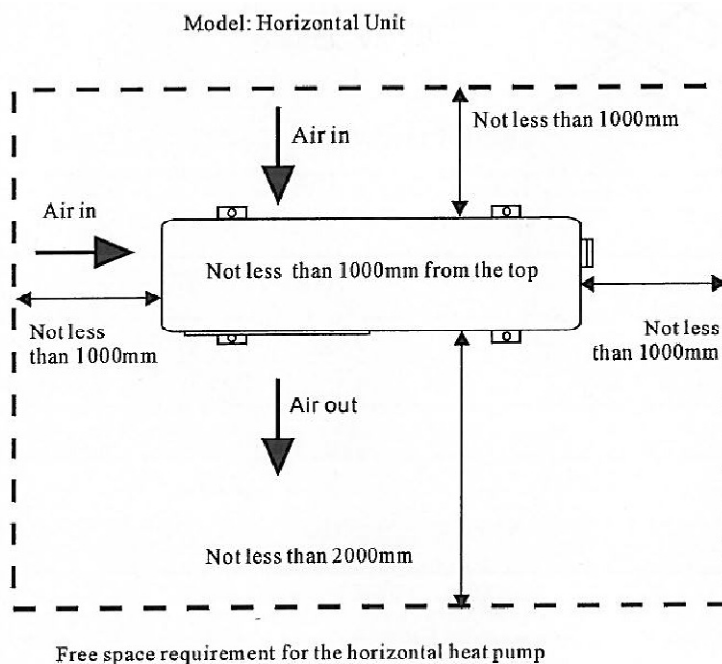 Model: Horizontal Unit
Not less than 1000mm
Air in
Air in
Not less than 1000mm from the top
Not less
than 1000mm
Not less
than 1000mm
Air out
Not less than 2000mm
Free space requirement for the horizontal heat pump